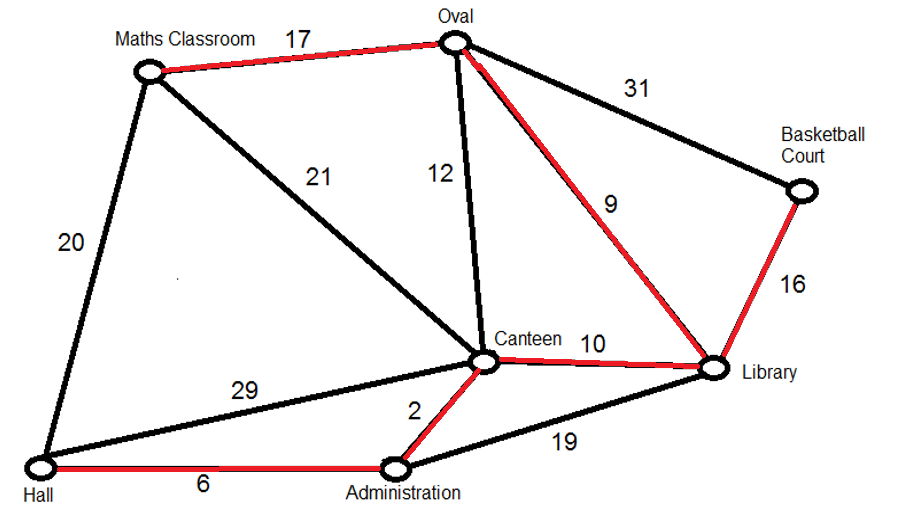 Oval
Maths Classroom
17
31
Basketball
Court
21
12
9
20
16
Canteen
10
Library
29
2
19
Hall
6
Administration